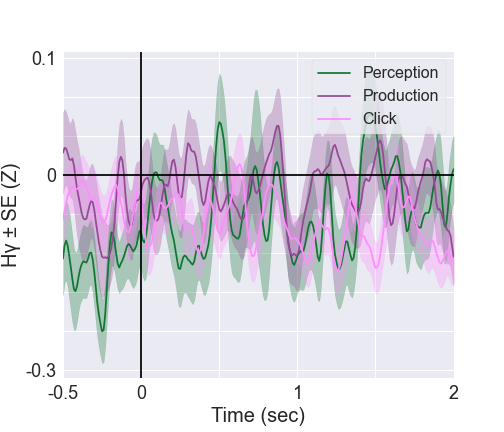 0.1
Perception
Production
Click
0
Hγ ± SE (Z)
-0.3
-0.5
0
1
2
Time (sec)